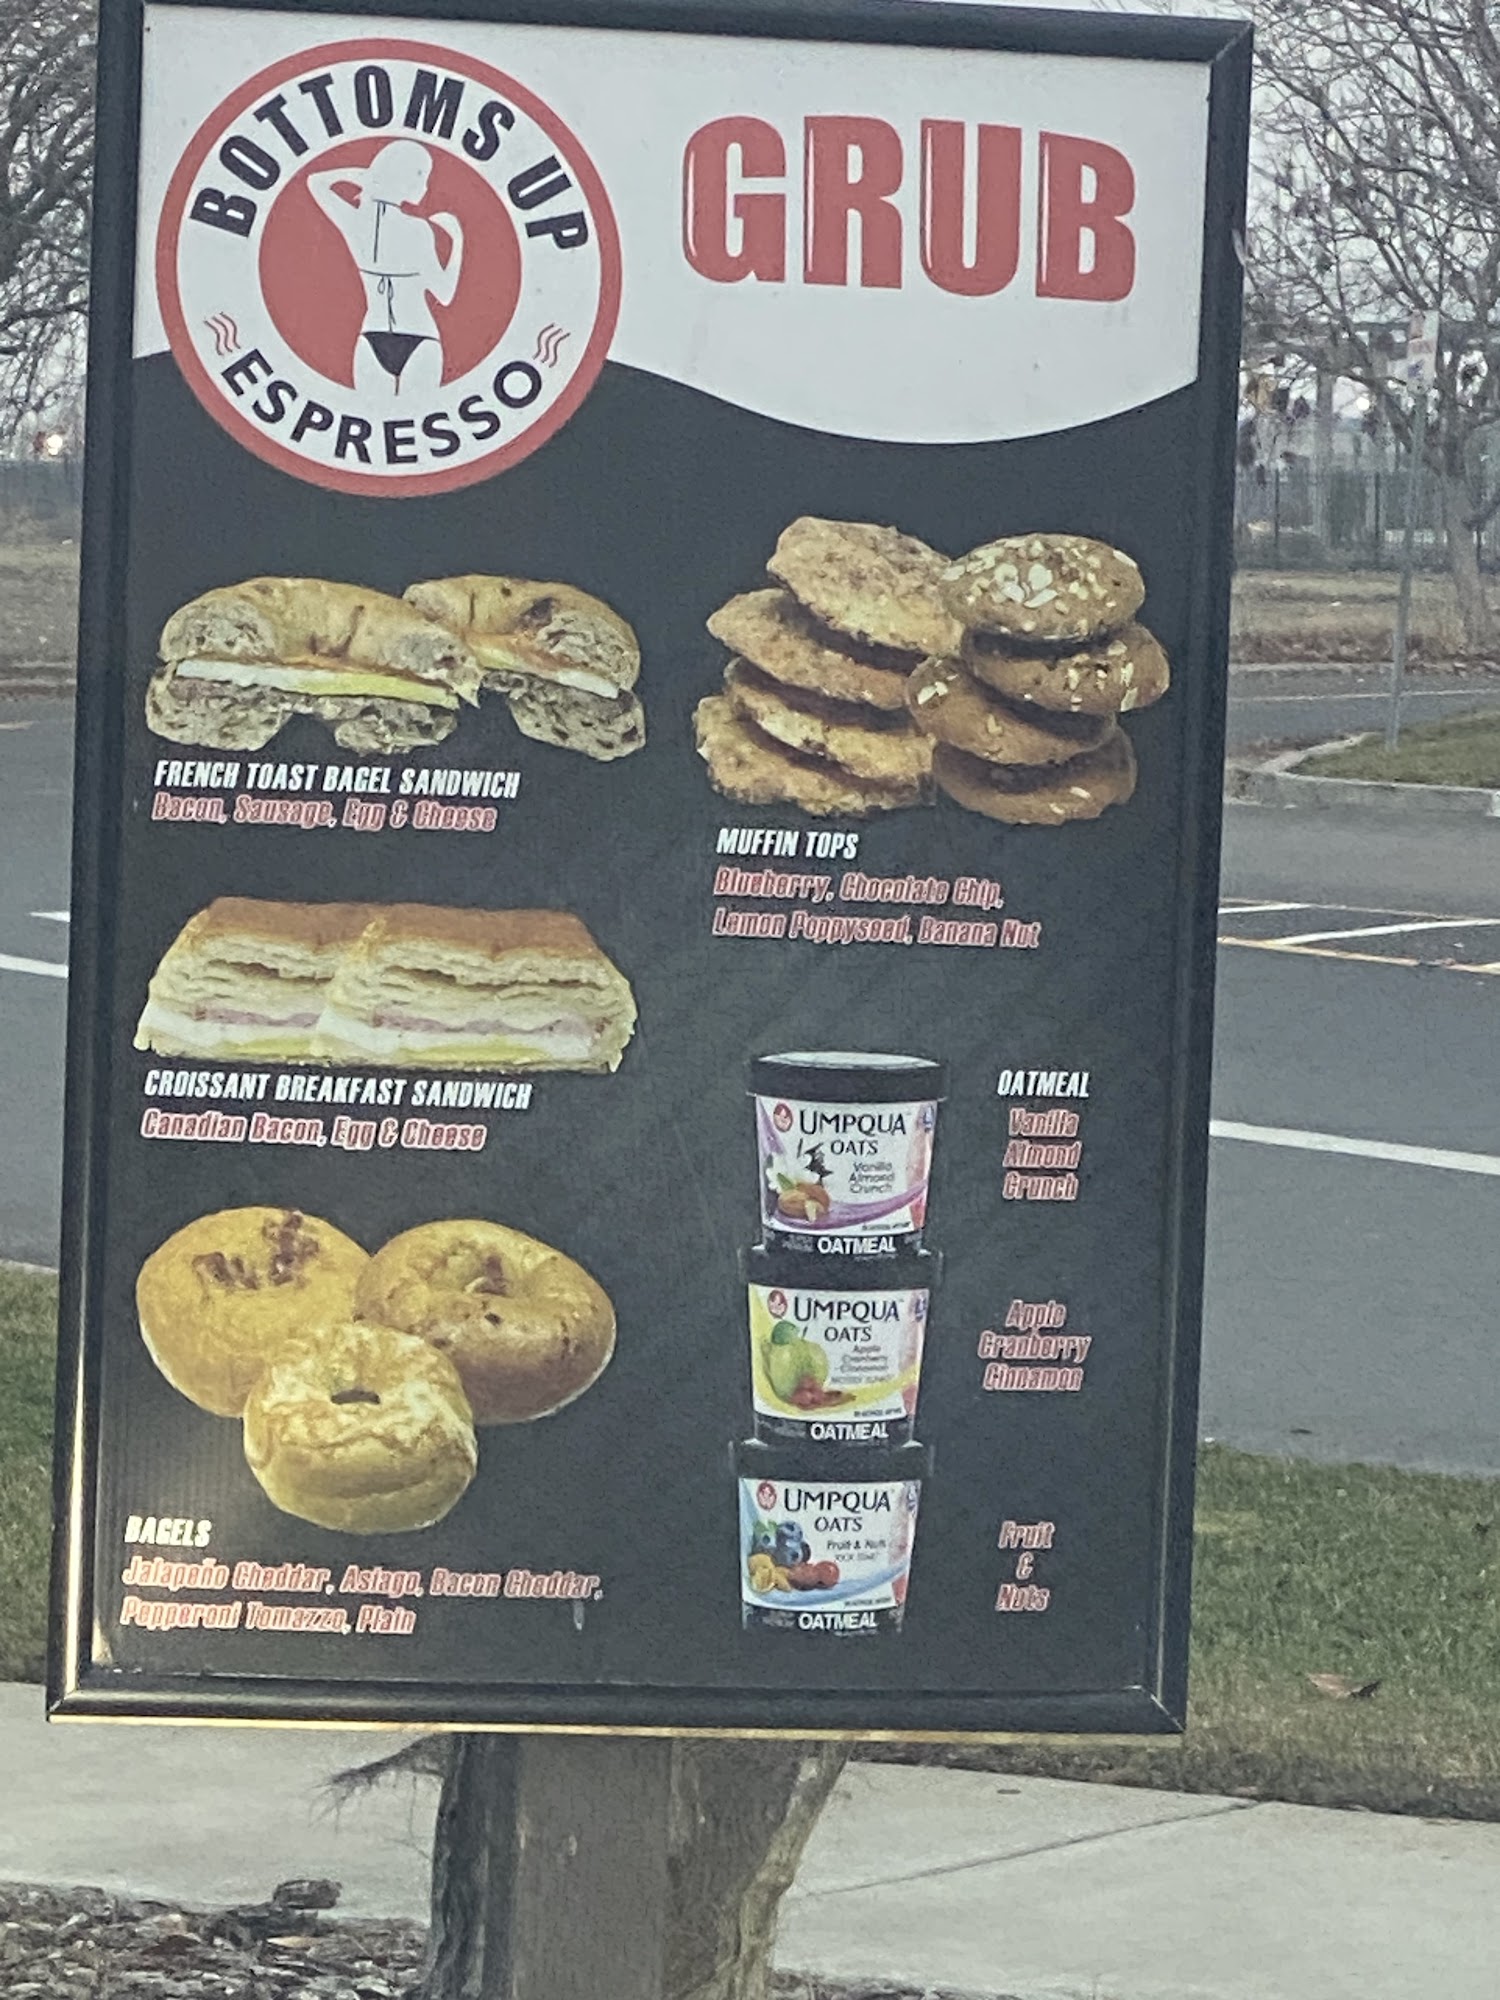 BOTTOMS UP
ESPRESSO
GRUB
FRENCH TOAST BAGEL SANDWICH
Bacon, Sausage, Egg & Cheese
MUFFIN TOPS
Blueberry, Chocolate Chip,
Lemon Poppyseed, Banana Nut
CROISSANT BREAKFAST SANDWICH
Canadian Bacon, Egg & Cheese
UMPQUA
OATS
Vanilla
Almond
Crunch
OATMEAL
OATMEAL
Vanilla
Almond
Crunch
UMPQUA
OATS
Apple
Cranberry
Cinnamon
OATMEAL
Apple
Cranberry
Cinnamon
UMPQUA
OATS
Fruit & Nuts
OATMEAL
Fruit
&
Nuts
BAGELS
Jalapeño Cheddar, Asiago, Bacon Cheddar,
Pepperoni Tomazzo, Plain